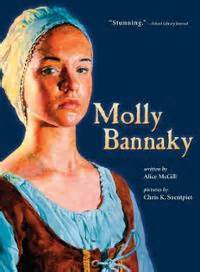 "Stunning." —School Library Journal
Molly
Bannaky
written by
Alice McGill
pictures by
Chris K. Soentpiet